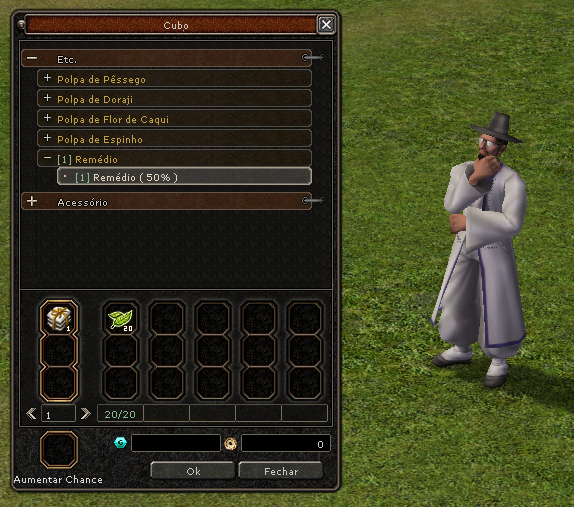 Cubo
Etc.
Polpa de Pêssego
Polpa de Doraji
Polpa de Flor de Caqui
Polpa de Espinho
[1] Remédio
[1] Remédio ( 50% )
Acessório
1
20
1
20/20
0
Ok
Fechar
Aumentar Chance